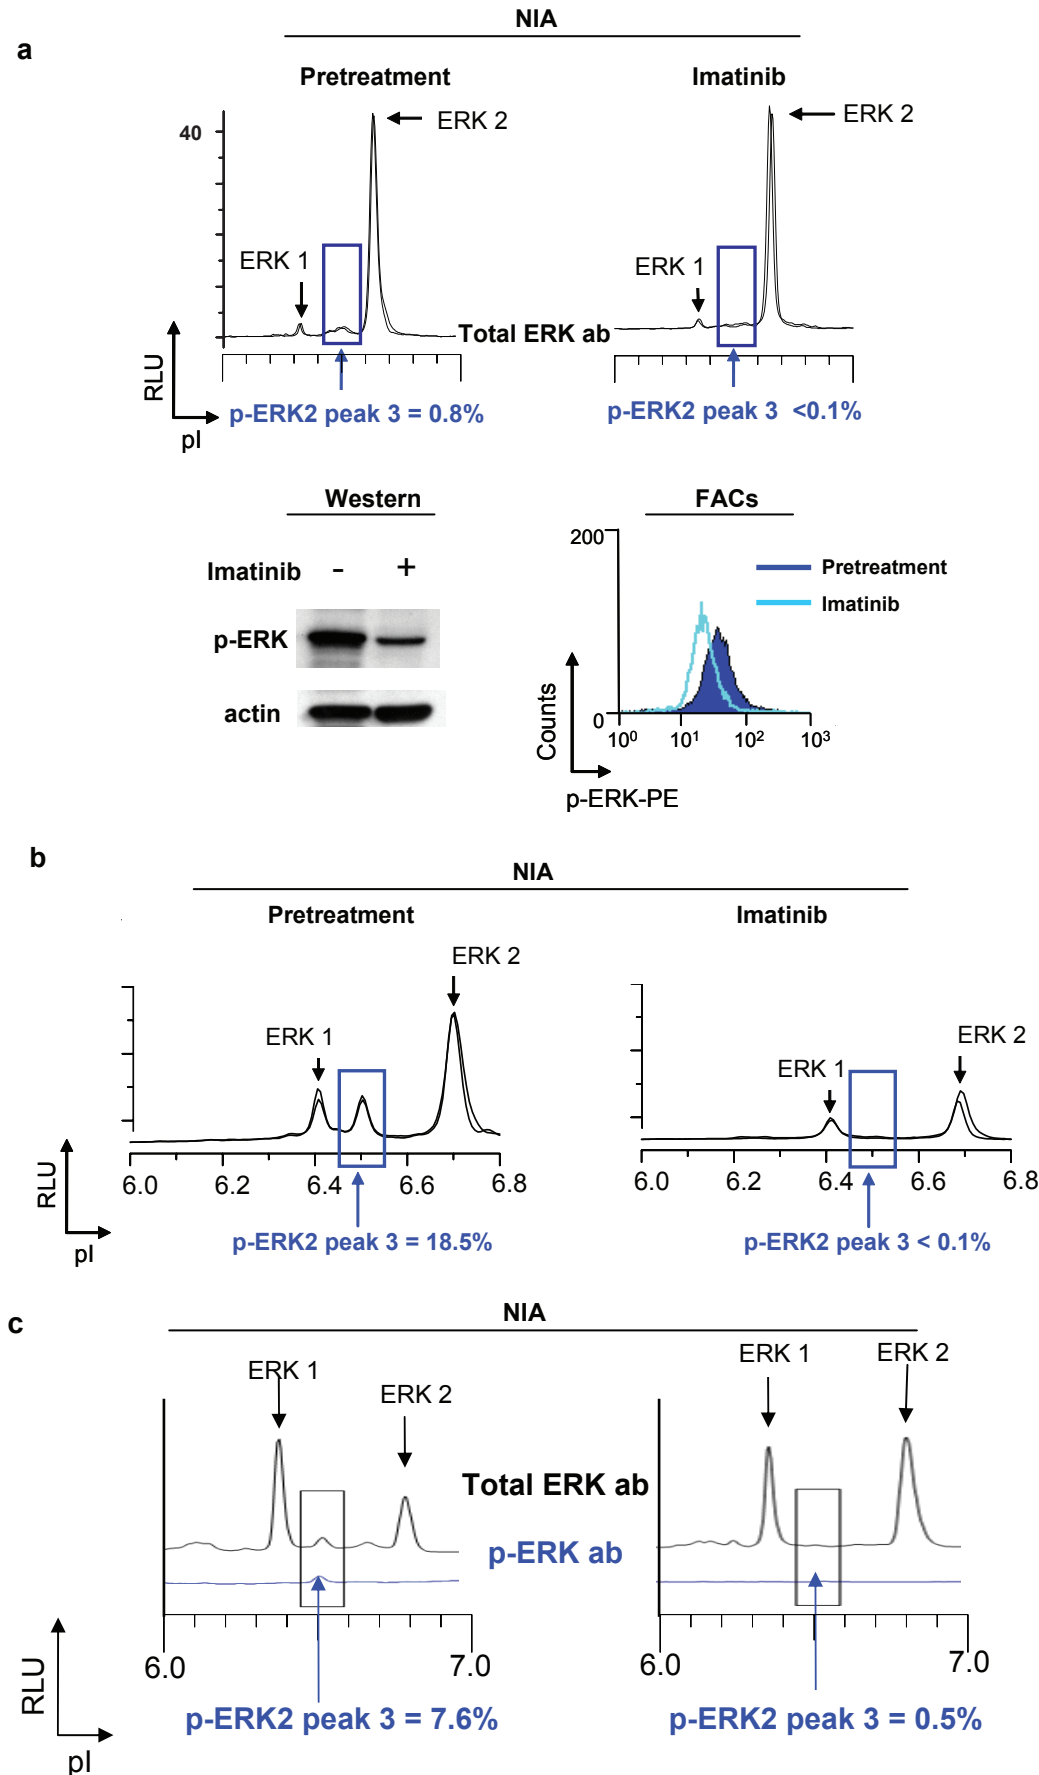 a
NIA
Pretreatment
Imatinib
40
ERK 2
ERK 2
ERK 1
ERK 1
Total ERK ab
RLU
pI
p-ERK2 peak 3 = 0.8%
p-ERK2 peak 3 <0.1%
Western
FACs
Imatinib - +
p-ERK
actin
200
0
Counts
10⁰ 10¹ 10² 10³
p-ERK-PE
Pretreatment
Imatinib
b
NIA
Pretreatment
Imatinib
ERK 2
ERK 1
ERK 2
ERK 1
RLU
pI
6.0 6.2 6.4 6.6 6.8
6.0 6.2 6.4 6.6 6.8
p-ERK2 peak 3 = 18.5%
p-ERK2 peak 3 < 0.1%
c
NIA
ERK 1
ERK 2
ERK 1
ERK 2
Total ERK ab
p-ERK ab
RLU
pI
6.0 7.0
6.0 7.0
p-ERK2 peak 3 = 7.6%
p-ERK2 peak 3 = 0.5%